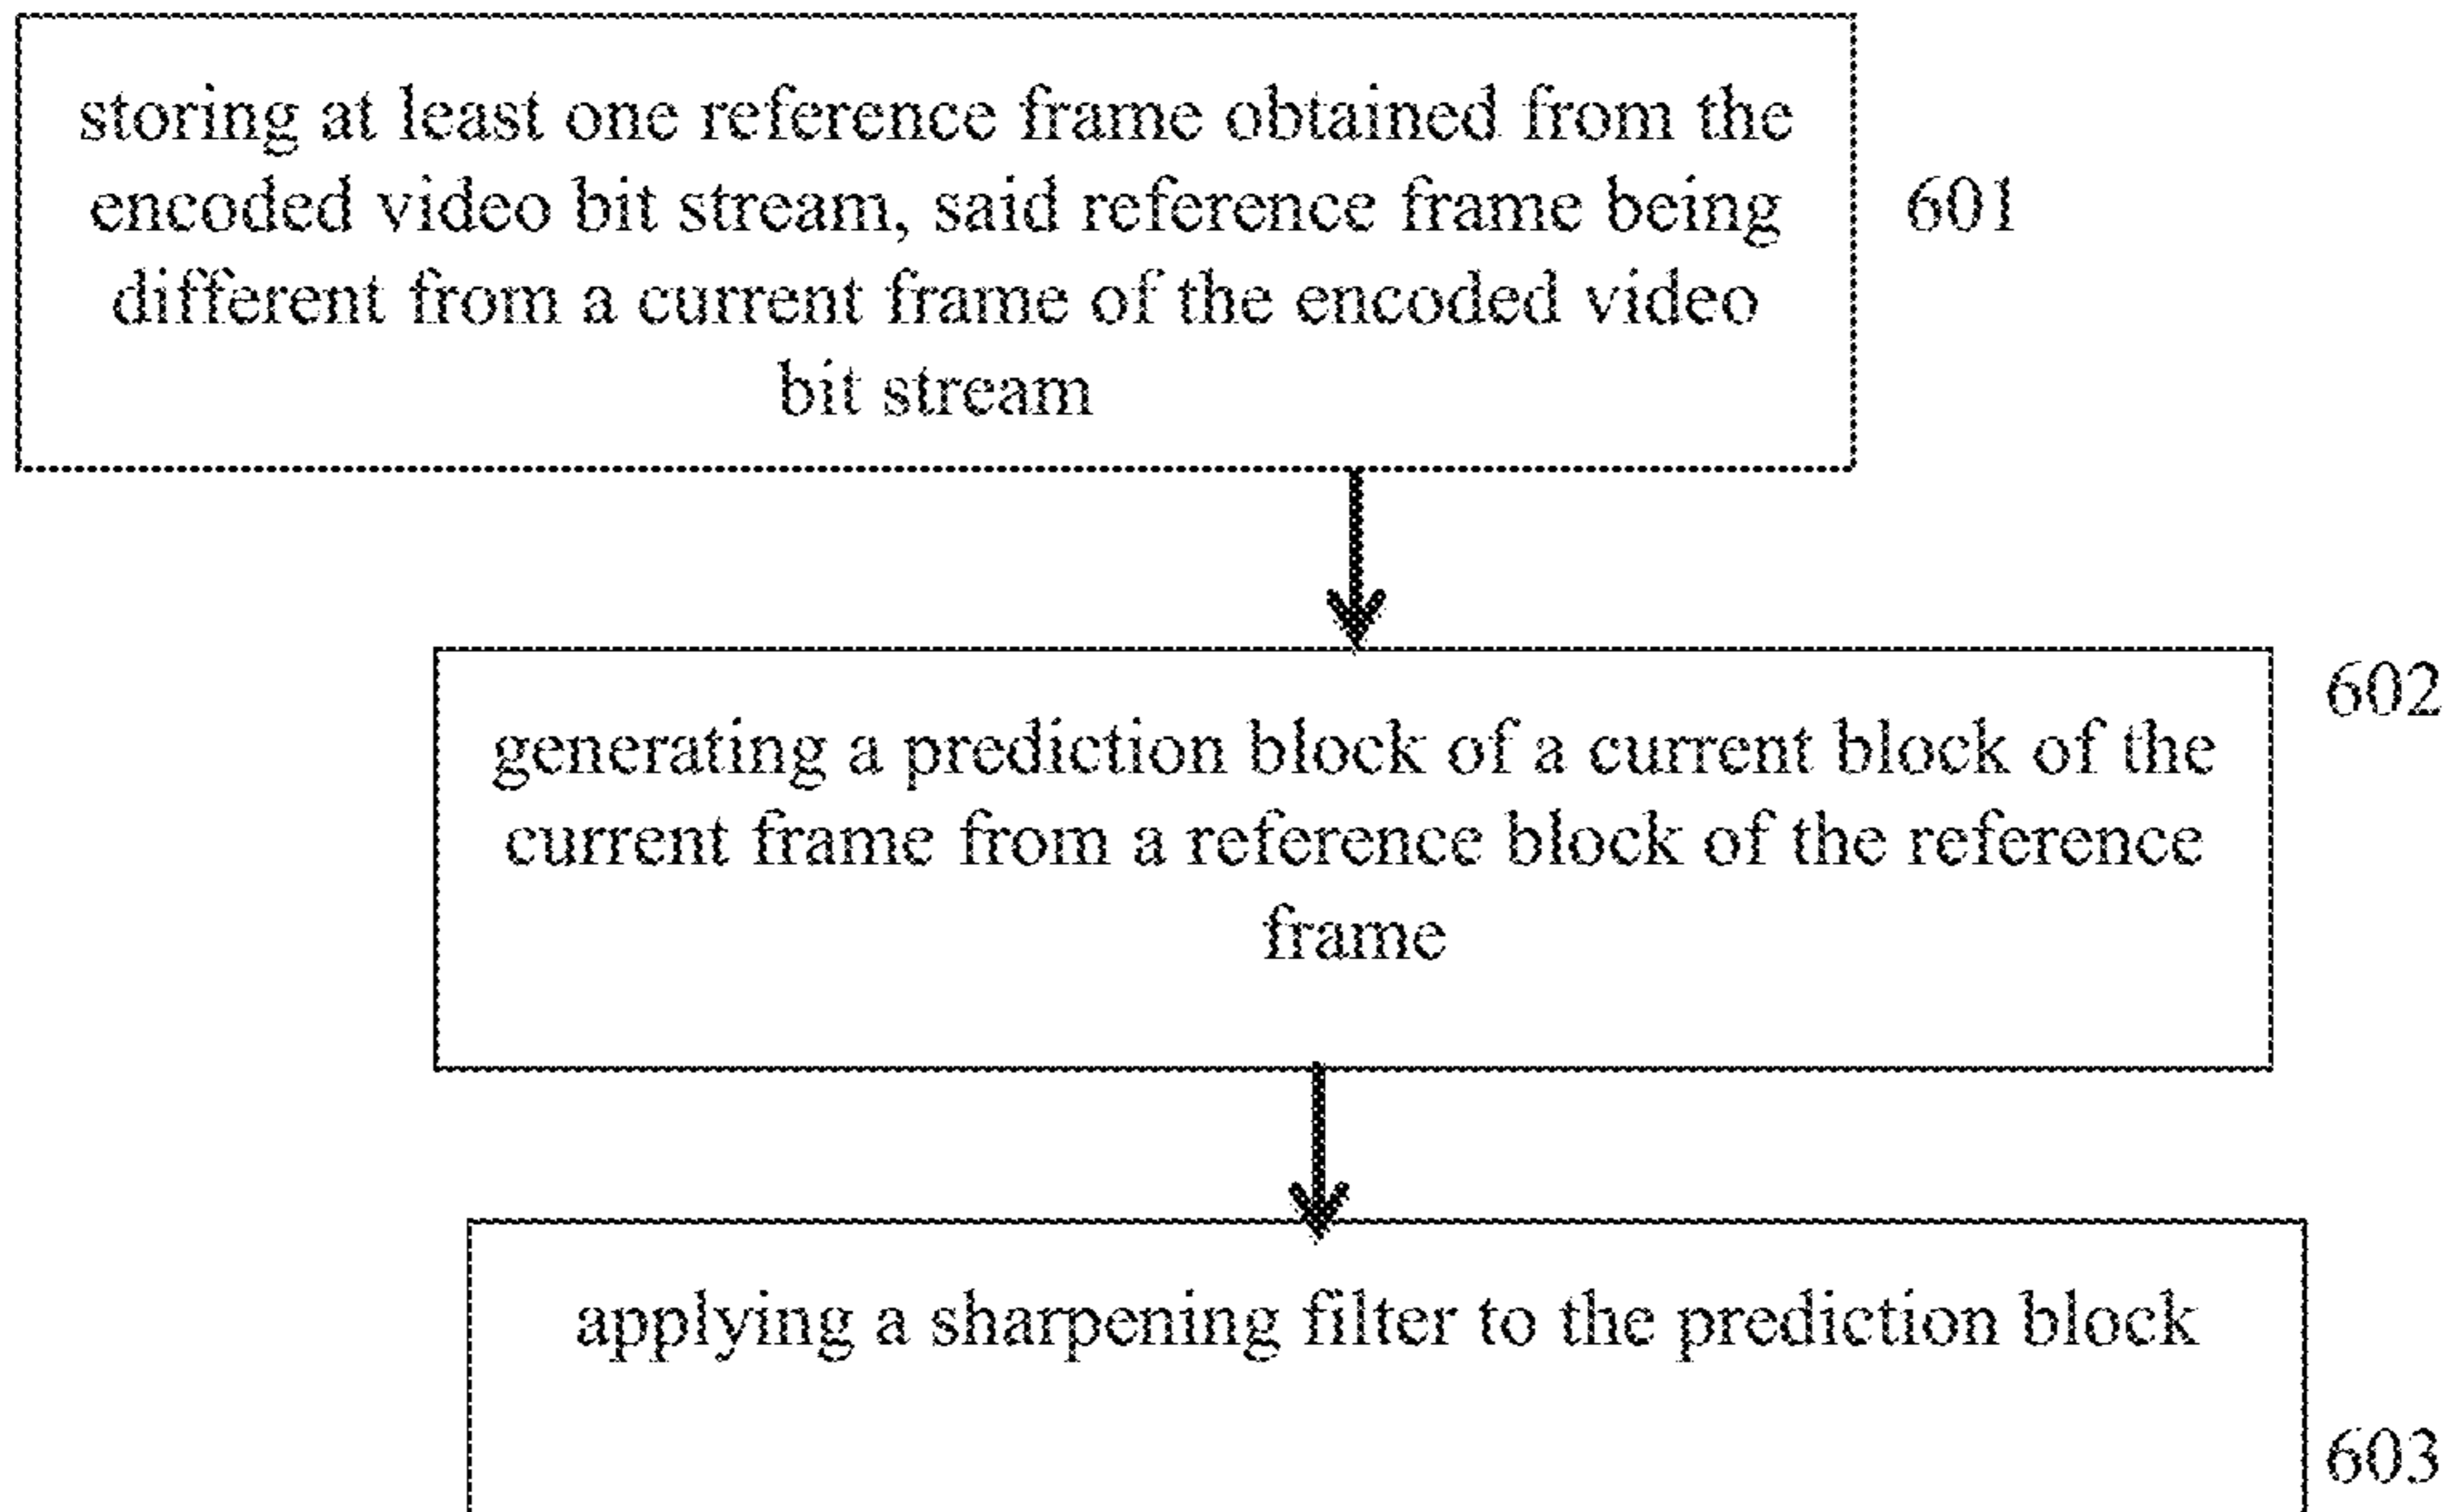 storing at least one reference frame obtained from the
encoded video bit stream, said reference frame being
different from a current frame of the encoded video
bit stream
601
602
generating a prediction block of a current block of the
current frame from a reference block of the reference
frame
applying a sharpening filter to the prediction block
603